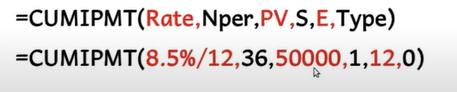 =CUMIPMT(Rate,Nper,PV,S,E,Type)
=CUMIPMT(8.5%/12,36,50000,1,12,0)